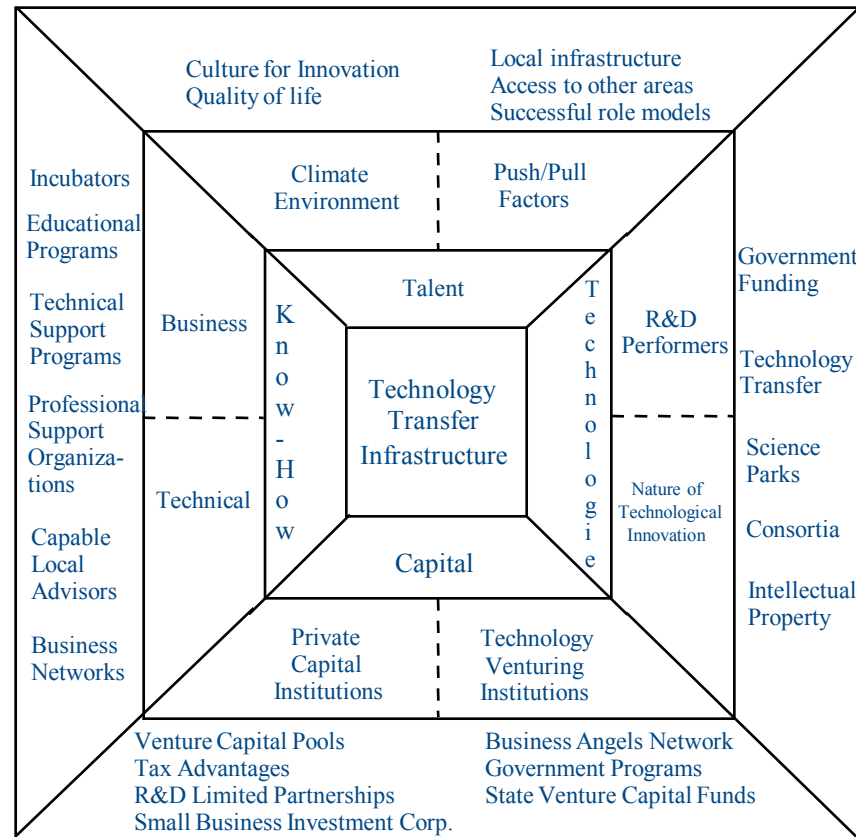 Culture for Innovation
Quality of life
Local infrastructure
Access to other areas
Successful role models
Climate
Environment
Push/Pull
Factors
Incubators
Educational
Programs
Technical
Support
Programs
Professional
Support
Organiza-
tions
Capable
Local
Advisors
Business
Networks
Business
Technical
Know-How
Talent
Technology
Transfer
Infrastructure
Capital
Technologie
R&D
Performers
Nature of
Technological
Innovation
Government
Funding
Technology
Transfer
Science
Parks
Consortia
Intellectual
Property
Private
Capital
Institutions
Technology
Venturing
Institutions
Venture Capital Pools
Tax Advantages
R&D Limited Partnerships
Small Business Investment Corp.
Business Angels Network
Government Programs
State Venture Capital Funds